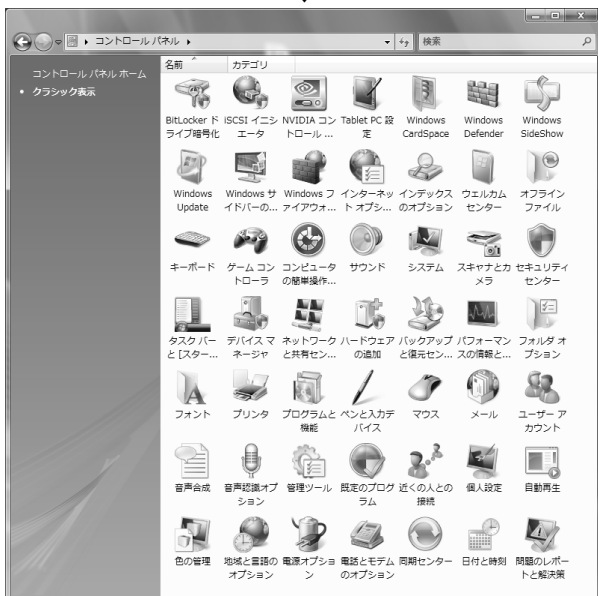 コントロール パネル
検索
コントロール パネル ホーム
クラシック表示
名前 カテゴリ
BitLocker ド
ライブ暗号化
iSCSI イニシ
エータ
NVIDIA コン
トロール ...
Tablet PC 設
定
Windows
CardSpace
Windows
Defender
Windows
SideShow
Windows
Update
Windows サ
イドバーの...
Windows フ
ァイアウォ...
インターネッ
ト オプシ...
インデックス
のオプション
ウェルカム
センター
オフライン
ファイル
キーボード
ゲーム コン
トローラ
コンピュータ
の簡単操作...
サウンド
システム
スキャナとカ
メラ
セキュリティ
センター
タスク バー
と [スター...
デバイス マ
ネージャ
ネットワーク
と共有セン...
ハードウェア
の追加
バックアップ
と復元セン...
パフォーマン
スの情報と...
フォルダ オ
プション
フォント
プリンタ
プログラムと
機能
ペンと入力デ
バイス
マウス
メール
ユーザー ア
カウント
音声合成
音声認識オプ
ション
管理ツール
既定のプログ
ラム
近くの人との
接続
個人設定
自動再生
色の管理
地域と言語の
オプション
電源オプショ
ン
電話とモデム
のオプション
同期センター
日付と時刻
問題のレポー
トと解決策